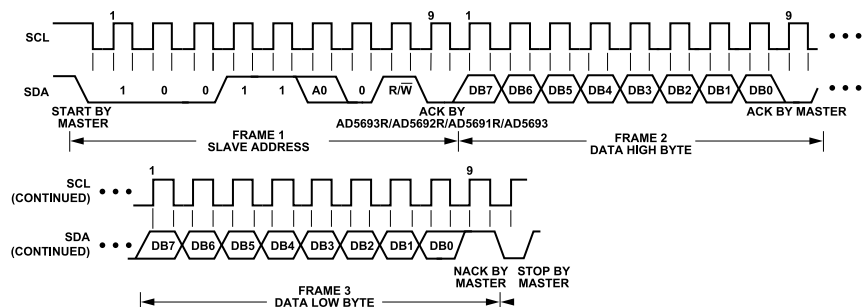 1 9 1 9
SCL
SDA 1 0 0 1 1 A0 0 R/W̅ DB7 DB6 DB5 DB4 DB3 DB2 DB1 DB0
START BY MASTER
ACK BY AD5693R/AD5692R/AD5691R/AD5693
ACK BY MASTER
FRAME 1 SLAVE ADDRESS
FRAME 2 DATA HIGH BYTE
1 9
SCL (CONTINUED)
SDA (CONTINUED) DB7 DB6 DB5 DB4 DB3 DB2 DB1 DB0
NACK BY MASTER
STOP BY MASTER
FRAME 3 DATA LOW BYTE